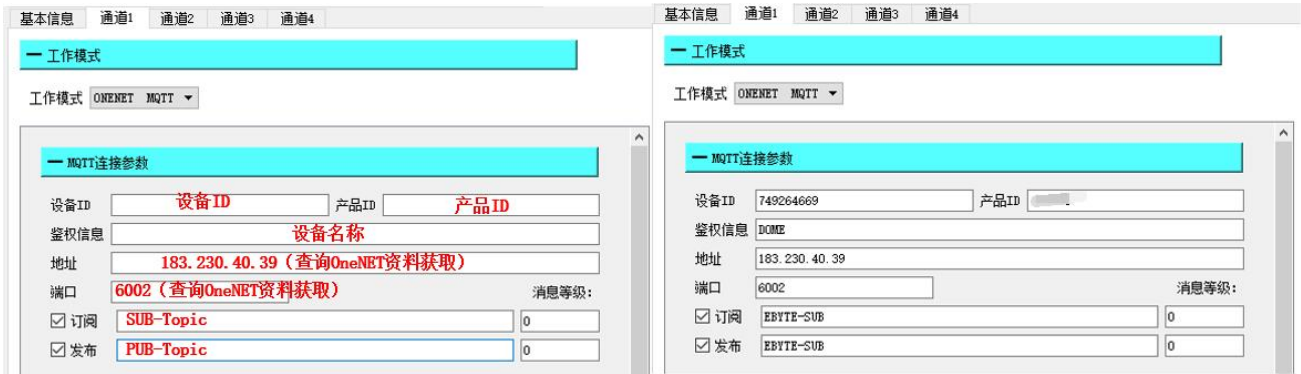 基本信息 通道1 通道2 通道3 通道4
一 工作模式
工作模式 ONENET MQTT
一 MQTT连接参数
设备ID 设备ID 产品ID 产品ID
鉴权信息 设备名称
地址 183.230.40.39（查询OneNET资料获取）
端口 6002（查询OneNET资料获取） 消息等级:
订阅 SUB-Topic 0
发布 PUB-Topic 0
基本信息 通道1 通道2 通道3 通道4
一 工作模式
工作模式 ONENET MQTT
一 MQTT连接参数
设备ID 749264669 产品ID
鉴权信息 DOME
地址 183.230.40.39
端口 6002 消息等级:
订阅 EBYTE-SUB 0
发布 EBYTE-SUB 0